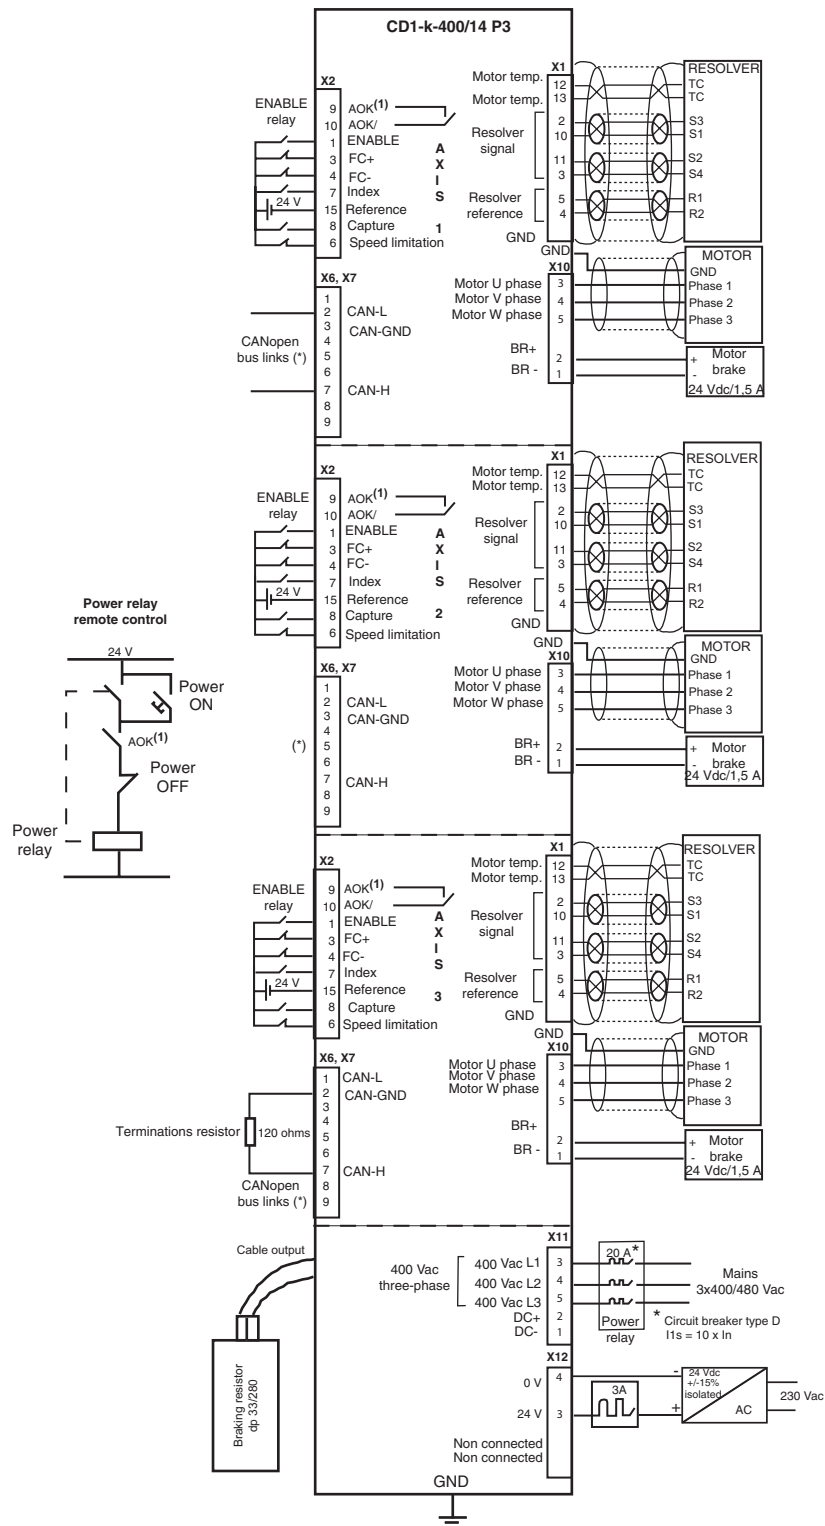 CD1-k-400/14 P3
X2
ENABLE
relay
9 AOK(1)
10 AOK/
1 ENABLE
3 FC+
4 FC-
7 Index
24 V
15 Reference
8 Capture
6 Speed limitation
A
X
I
S
1
X1
Motor temp. 12
Motor temp. 13
Resolver
signal
2
10
11
3
Resolver
reference
5
4
GND
RESOLVER
TC
TC
S3
S1
S2
S4
R1
R2
GND
X10
Motor U phase 3
Motor V phase 4
Motor W phase 5
BR+ 2
BR - 1
MOTOR
GND
Phase 1
Phase 2
Phase 3
+ Motor
- brake
24 Vdc/1,5 A
X6, X7
1
2 CAN-L
3 CAN-GND
4
5
6
7 CAN-H
8
9
CANopen
bus links (*)
X2
ENABLE
relay
9 AOK(1)
10 AOK/
1 ENABLE
3 FC+
4 FC-
7 Index
24 V
15 Reference
8 Capture
6 Speed limitation
A
X
I
S
2
X1
Motor temp. 12
Motor temp. 13
Resolver
signal
2
10
11
3
Resolver
reference
5
4
GND
RESOLVER
TC
TC
S3
S1
S2
S4
R1
R2
GND
X10
Motor U phase 3
Motor V phase 4
Motor W phase 5
BR+ 2
BR - 1
MOTOR
GND
Phase 1
Phase 2
Phase 3
+ Motor
- brake
24 Vdc/1,5 A
X6, X7
1
2 CAN-L
3 CAN-GND
4
5
6
7 CAN-H
8
9
(*)
Power relay
remote control
24 V
Power
ON
AOK(1)
Power
OFF
Power
relay
X2
ENABLE
relay
9 AOK(1)
10 AOK/
1 ENABLE
3 FC+
4 FC-
7 Index
24 V
15 Reference
8 Capture
6 Speed limitation
A
X
I
S
3
X1
Motor temp. 12
Motor temp. 13
Resolver
signal
2
10
11
3
Resolver
reference
5
4
GND
RESOLVER
TC
TC
S3
S1
S2
S4
R1
R2
GND
X10
Motor U phase 3
Motor V phase 4
Motor W phase 5
BR+ 2
BR - 1
MOTOR
GND
Phase 1
Phase 2
Phase 3
+ Motor
- brake
24 Vdc/1,5 A
X6, X7
1 CAN-L
2 CAN-GND
3
4
5
6
7 CAN-H
8
9
Terminations resistor
120 ohms
CANopen
bus links (*)
Cable output
Braking resistor
dp 33/280
X11
400 Vac
three-phase
400 Vac L1 3
400 Vac L2 4
400 Vac L3 5
DC+ 2
DC- 1
20 A*
Power
relay
Mains
3x400/480 Vac
* Circuit breaker type D
I1s = 10 x In
X12
0 V 4
24 V 3
Non connected
Non connected
3A
-
+
24 Vdc
+/-15%
isolated
AC
230 Vac
GND